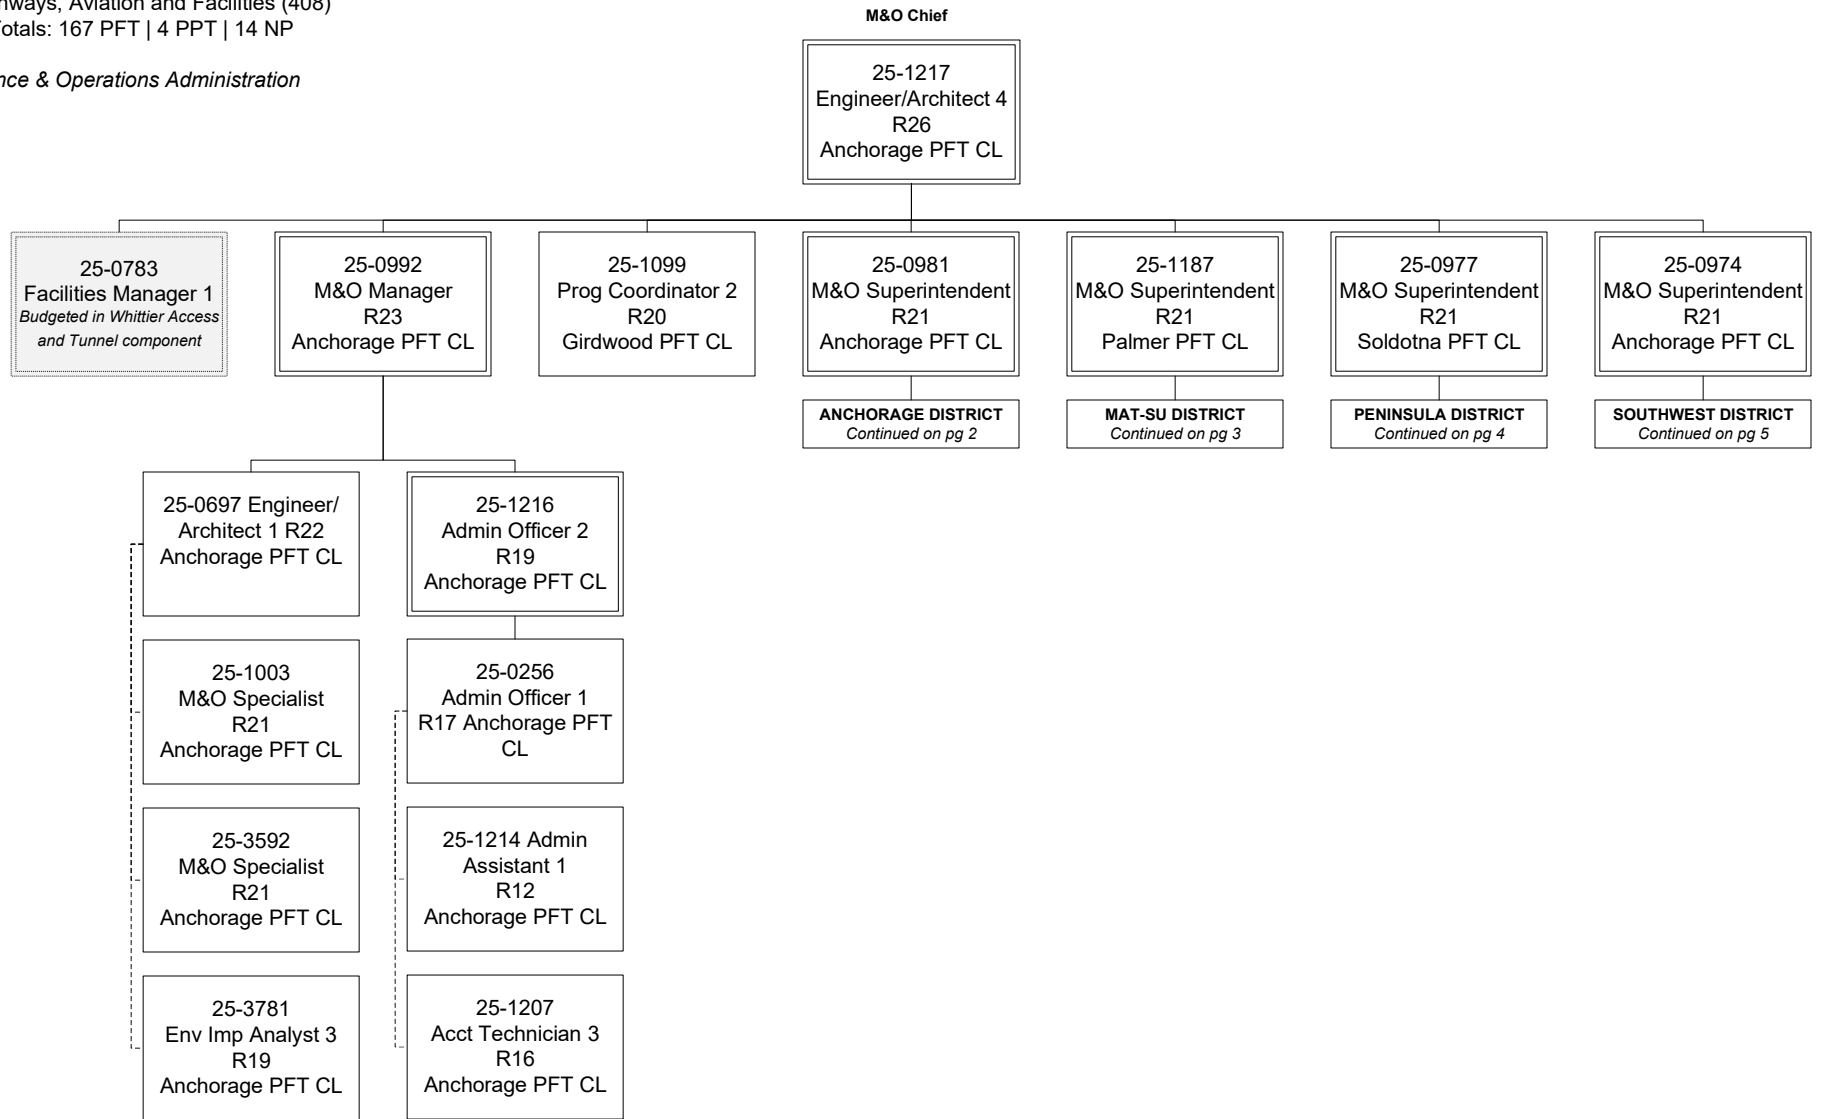 ways, Aviation and Facilities (408)
Totals: 167 PFT | 4 PPT | 14 NP
& Operations Administration
M&O Chief
25-1217
Engineer/Architect 4
R26
Anchorage PFT CL
25-0783
Facilities Manager 1
Budgeted in Whittier Access
and Tunnel component
25-0992
M&O Manager
R23
Anchorage PFT CL
25-1099
Prog Coordinator 2
R20
Girdwood PFT CL
25-0981
M&O Superintendent
R21
Anchorage PFT CL
25-1187
M&O Superintendent
R21
Palmer PFT CL
25-0977
M&O Superintendent
R21
Soldotna PFT CL
25-0974
M&O Superintendent
R21
Anchorage PFT CL
ANCHORAGE DISTRICT
Continued on pg 2
MAT-SU DISTRICT
Continued on pg 3
PENINSULA DISTRICT
Continued on pg 4
SOUTHWEST DISTRICT
Continued on pg 5
25-0697 Engineer/
Architect 1 R22
Anchorage PFT CL
25-1216
Admin Officer 2
R19
Anchorage PFT CL
25-1003
M&O Specialist
R21
Anchorage PFT CL
25-0256
Admin Officer 1
R17 Anchorage PFT
CL
25-3592
M&O Specialist
R21
Anchorage PFT CL
25-1214 Admin
Assistant 1
R12
Anchorage PFT CL
25-3781
Env Imp Analyst 3
R19
Anchorage PFT CL
25-1207
Acct Technician 3
R16
Anchorage PFT CL